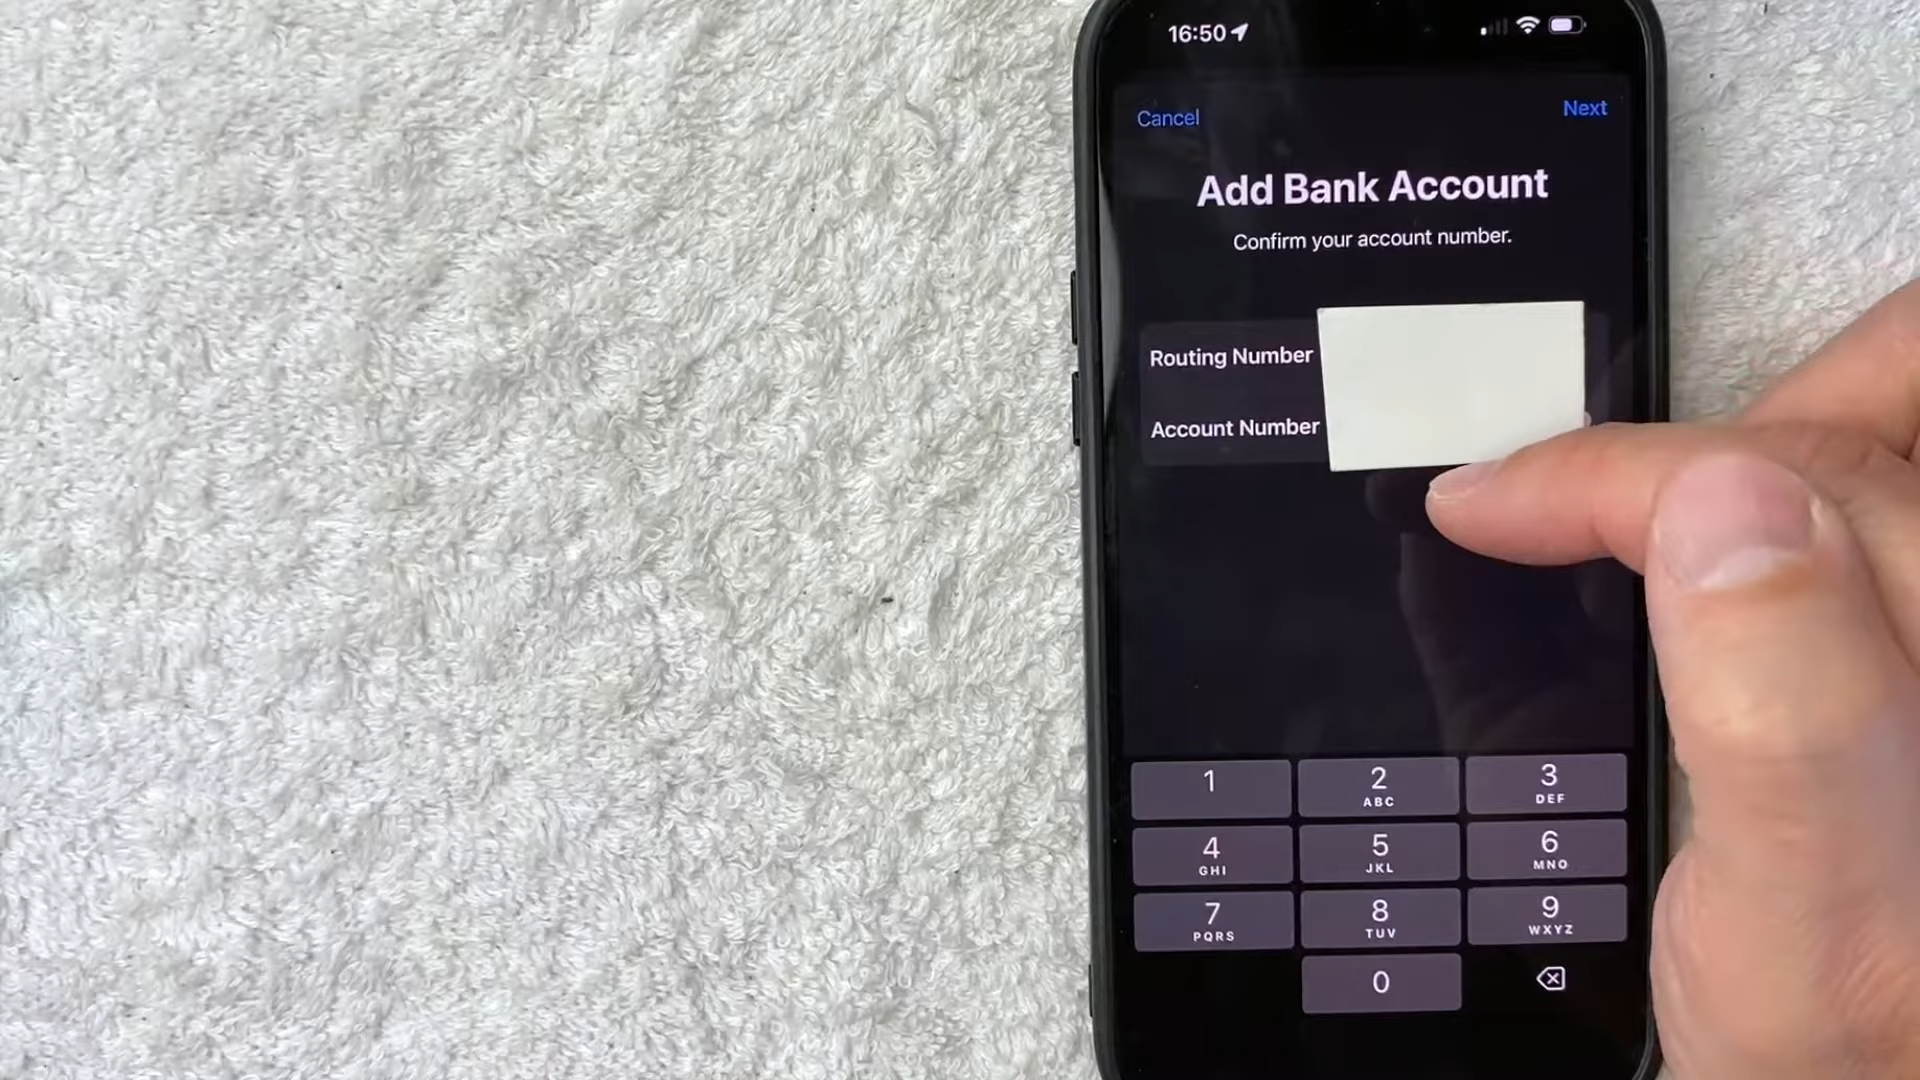 16:50
Cancel
Next
Add Bank Account
Confirm your account number.
Routing Number
Account Number
1
2
ABC
3
DEF
4
GHI
5
JKL
6
MNO
7
PQRS
8
TUV
9
WXYZ
0